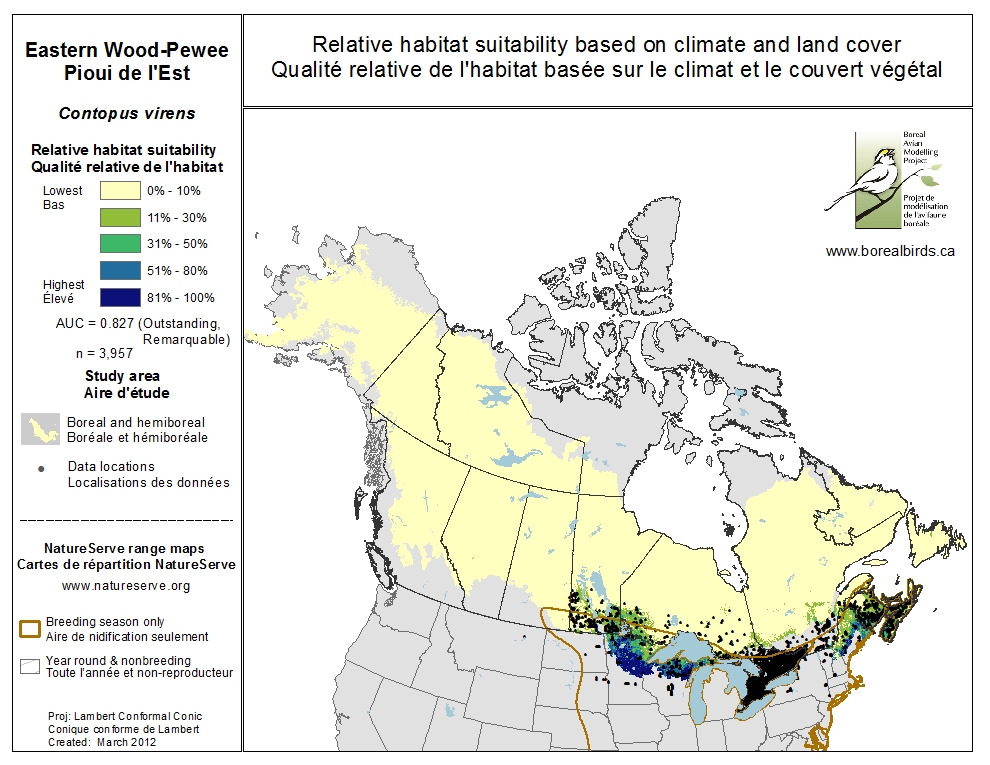 Eastern Wood-Pewee
Pioui de l'Est
Contopus virens
Relative habitat suitability
Qualité relative de l'habitat
Lowest
Bas
0% - 10%
11% - 30%
31% - 50%
51% - 80%
Highest
Élevé
81% - 100%
AUC = 0.827 (Outstanding,
Remarquable)
n = 3,957
Study area
Aire d'étude
Boreal and hemiboreal
Boréale et hémiboréale
Data locations
Localisations des données
NatureServe range maps
Cartes de répartition NatureServe
www.natureserve.org
Breeding season only
Aire de nidification seulement
Year round & nonbreeding
Toute l'année et non-reproducteur
Proj: Lambert Conformal Conic
Conique conforme de Lambert
Created: March 2012
Relative habitat suitability based on climate and land cover
Qualité relative de l'habitat basée sur le climat et le couvert végétal
Boreal
Avian
Modelling
Project
Projet de
modélisation
de l'avifaune
boréale
www.borealbirds.ca